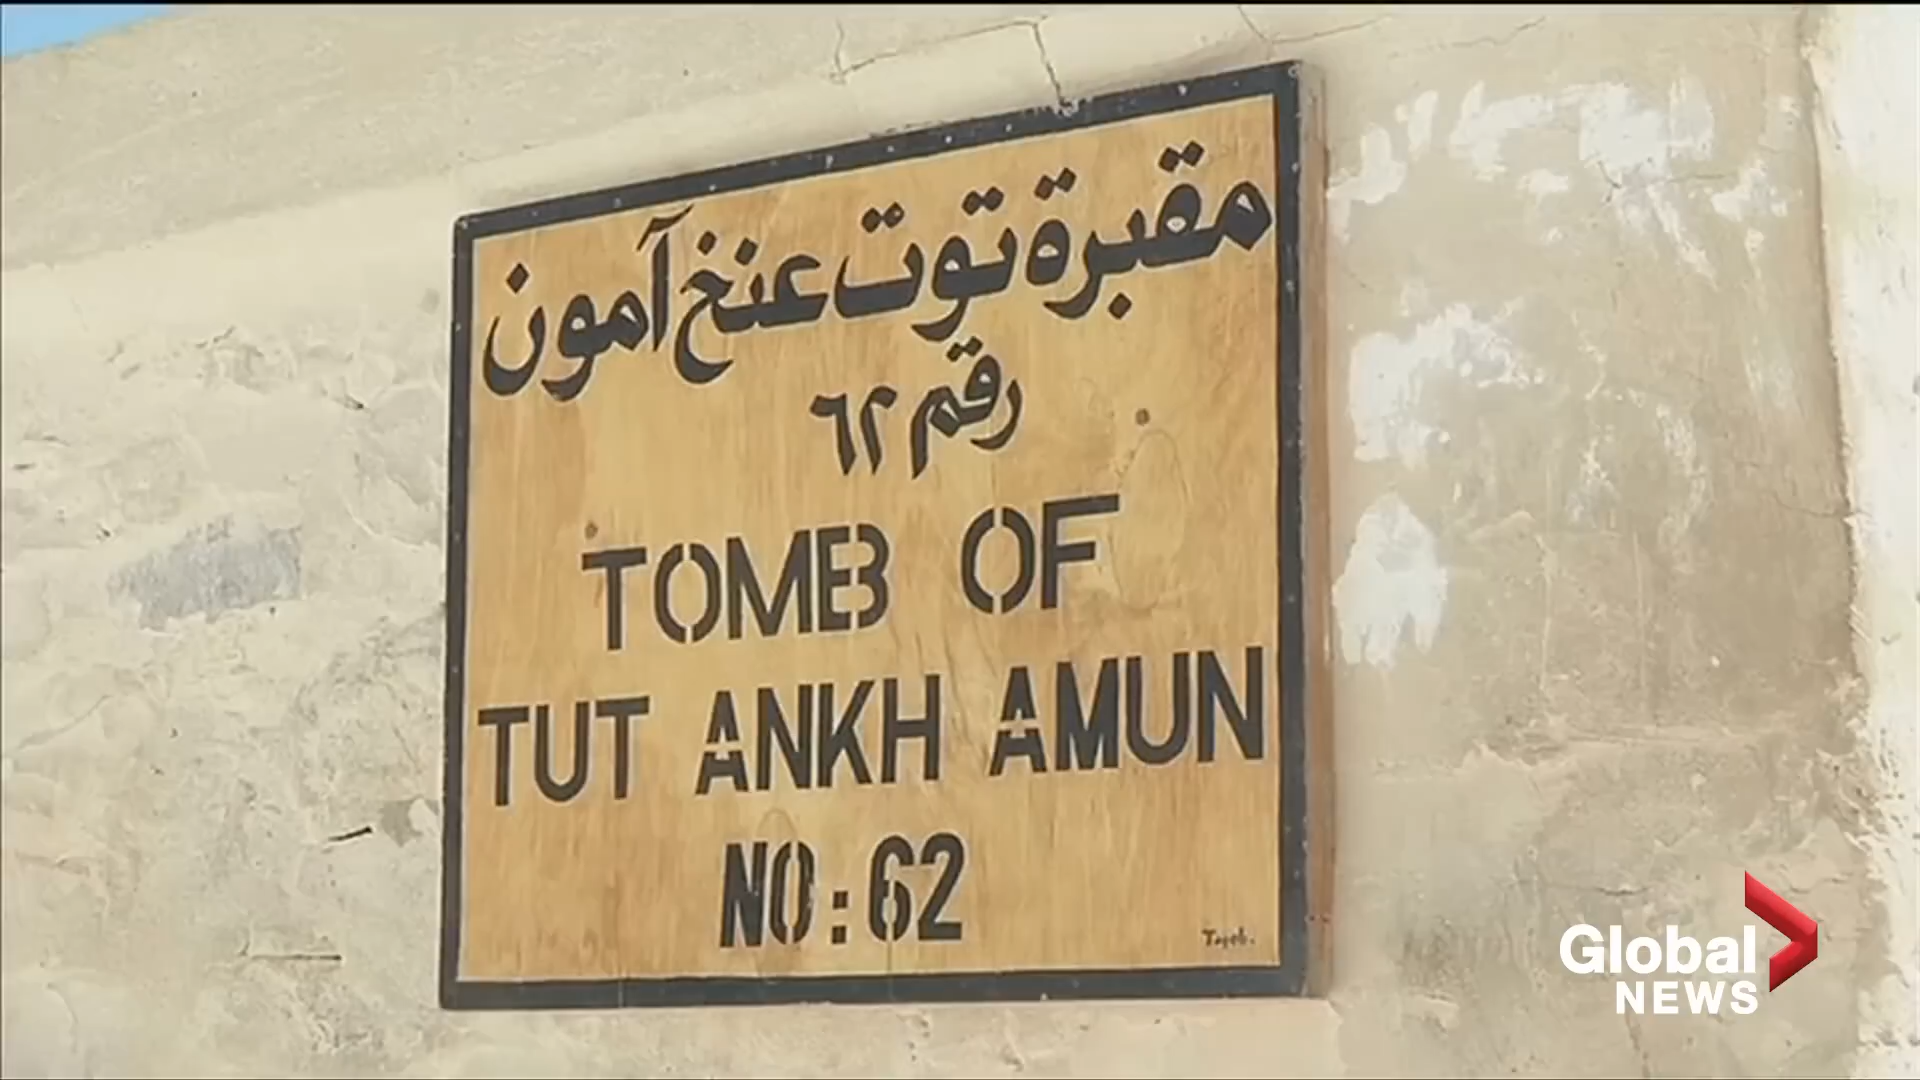 مقبرة توت عنخ آمون
رقم ٦٢
TOMB OF
TUT ANKH AMUN
NO:62
Global
NEWS